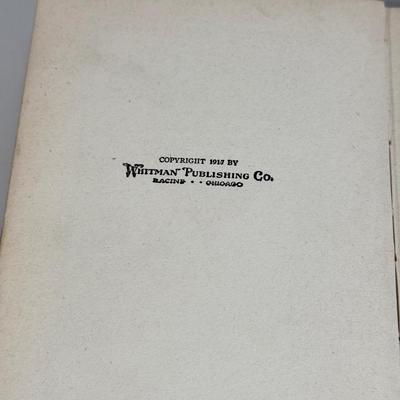 COPYRIGHT 1917 BY
WHITMAN PUBLISHING CO.
RACINE · · CHICAGO